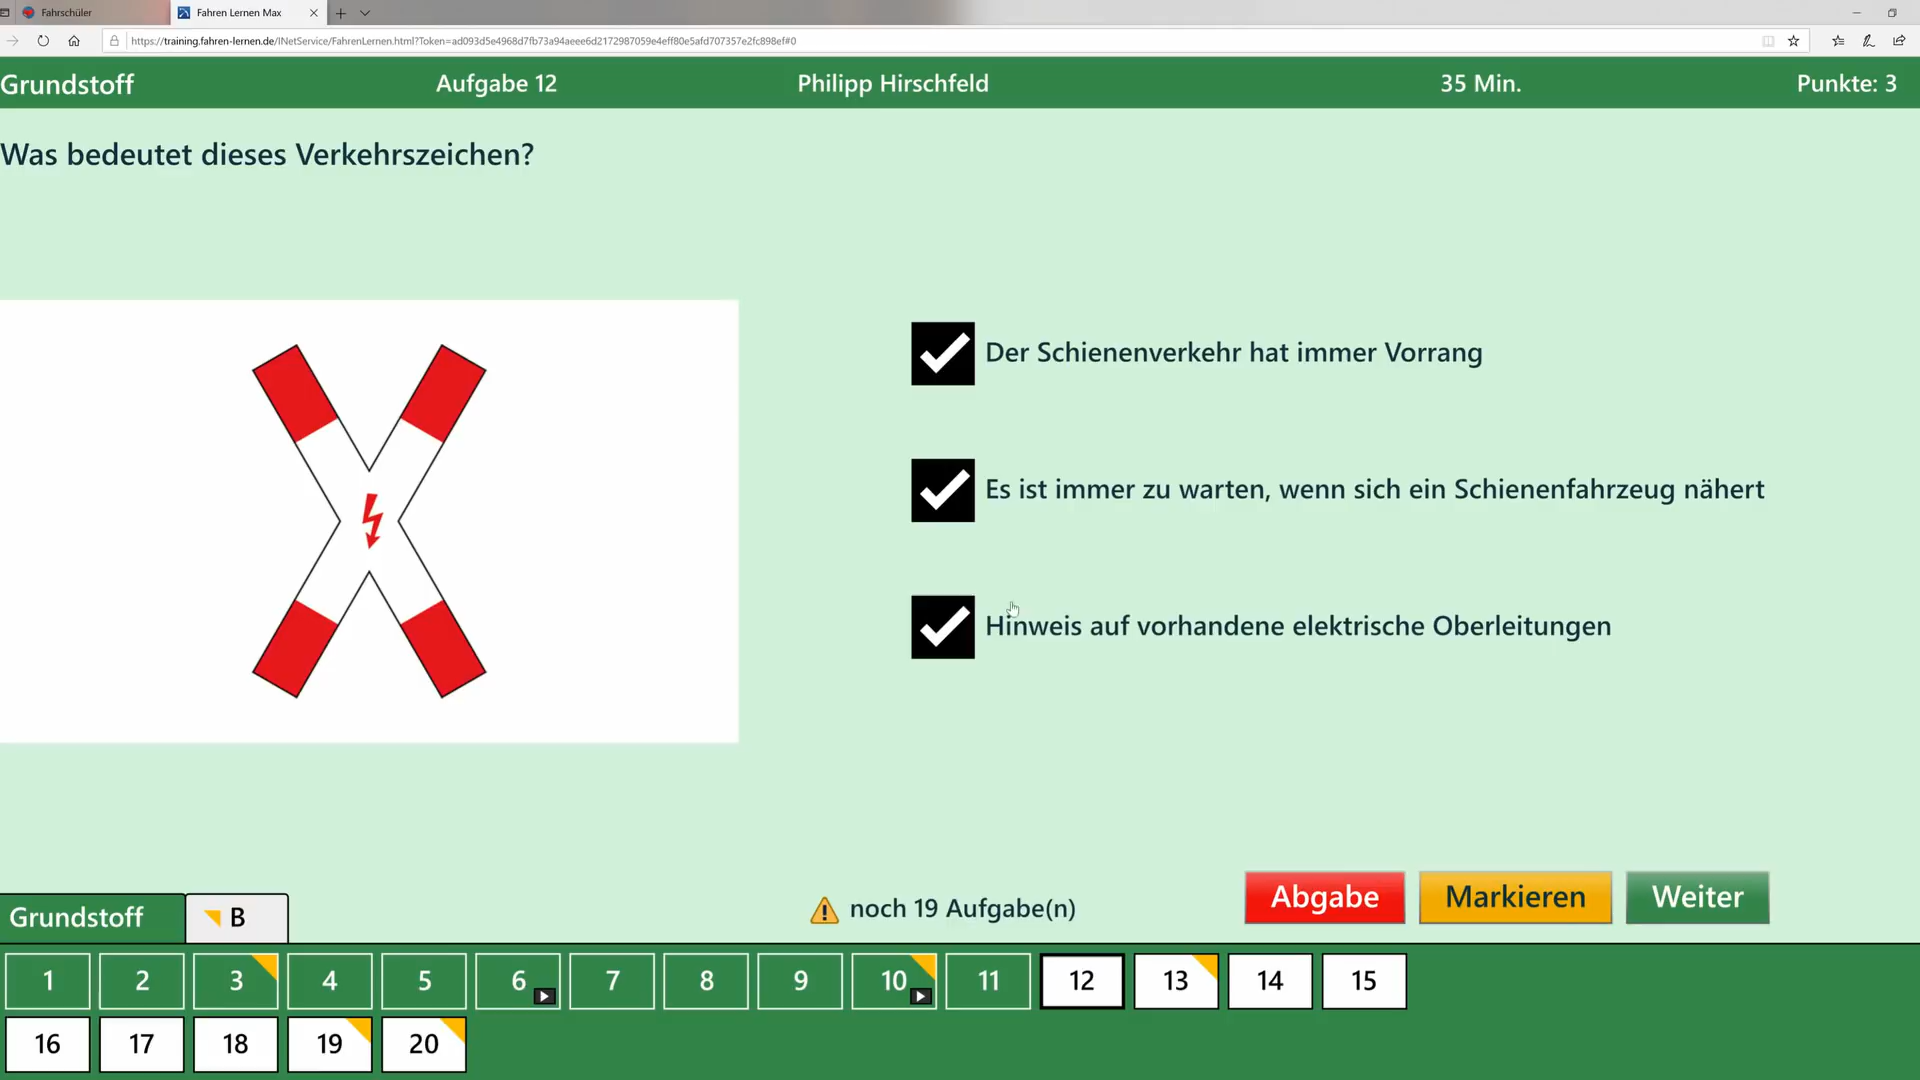 Fahrschüler
Fahren Lernen Max
https://training.fahren-lernen.de/INetService/FahrenLernen.html?Token=ad093d5e4968d7fb73a94aeee6d2172987059e4eff80e5afd707357e2fc898ef#0
Grundstoff
Aufgabe 12
Philipp Hirschfeld
35 Min.
Punkte: 3
Was bedeutet dieses Verkehrszeichen?
Der Schienenverkehr hat immer Vorrang
Es ist immer zu warten, wenn sich ein Schienenfahrzeug nähert
Hinweis auf vorhandene elektrische Oberleitungen
Grundstoff
B
noch 19 Aufgabe(n)
Abgabe
Markieren
Weiter
1 2 3 4 5 6 7 8 9 10 11 12 13 14 15
16 17 18 19 20